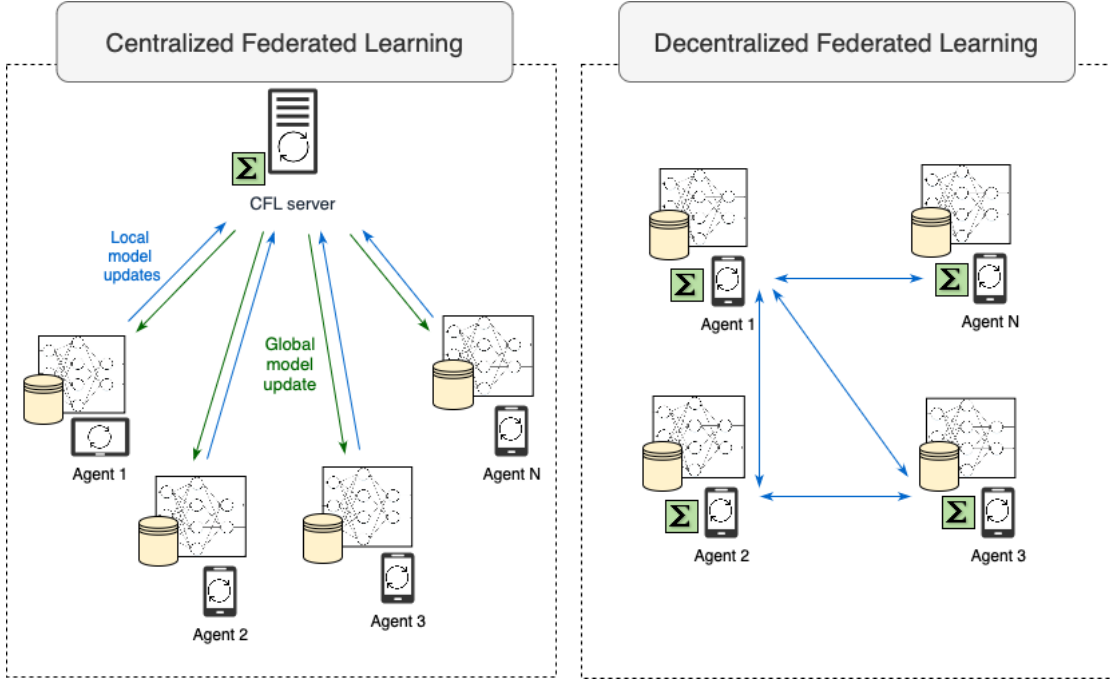 Centralized Federated Learning
Σ
CFL server
Local
model
updates
Global
model
update
Agent 1
Agent 2
Agent 3
Agent N
Decentralized Federated Learning
Σ
Agent 1
Σ
Agent N
Σ
Agent 2
Σ
Agent 3